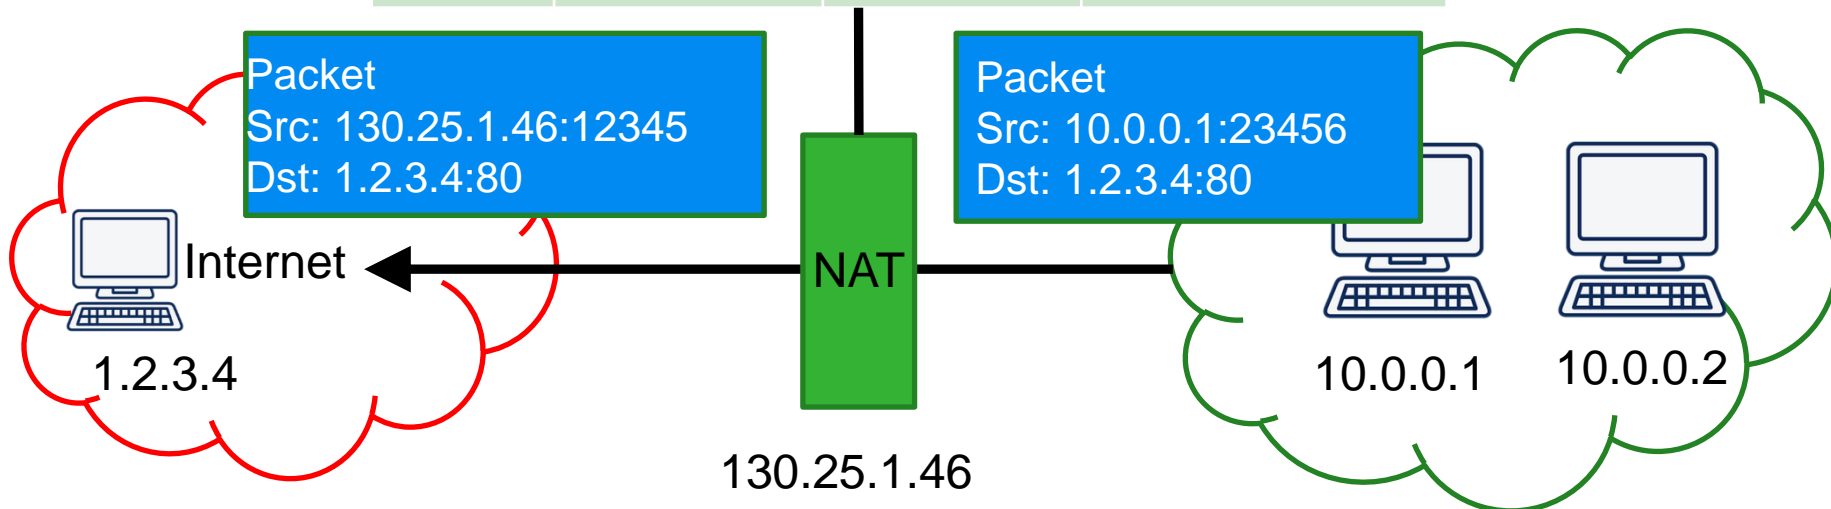 Packet
Src: 130.25.1.46:12345
Dst: 1.2.3.4:80
Packet
Src: 10.0.0.1:23456
Dst: 1.2.3.4:80
Internet
NAT
1.2.3.4
10.0.0.1
10.0.0.2
130.25.1.46